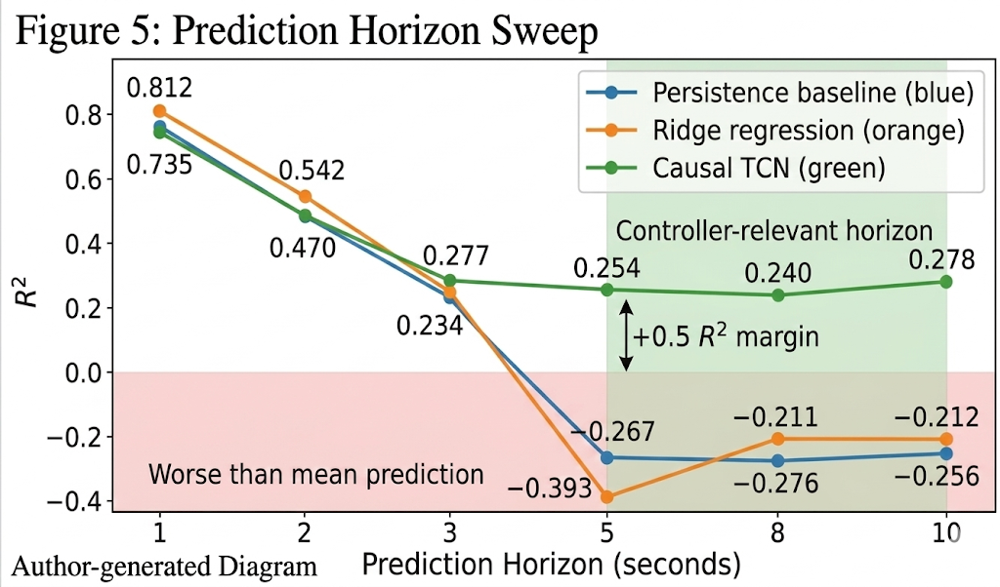 Figure 5: Prediction Horizon Sweep
0.812
0.735
0.542
0.470
0.277
0.234
0.254
0.240
0.278
−0.267
−0.393
−0.211
−0.276
−0.212
−0.256
Persistence baseline (blue)
Ridge regression (orange)
Causal TCN (green)
Controller-relevant horizon
+0.5 R² margin
Worse than mean prediction
R²
0.8
0.6
0.4
0.2
0.0
−0.2
−0.4
1 2 3 5 8 10
Prediction Horizon (seconds)
Author-generated Diagram